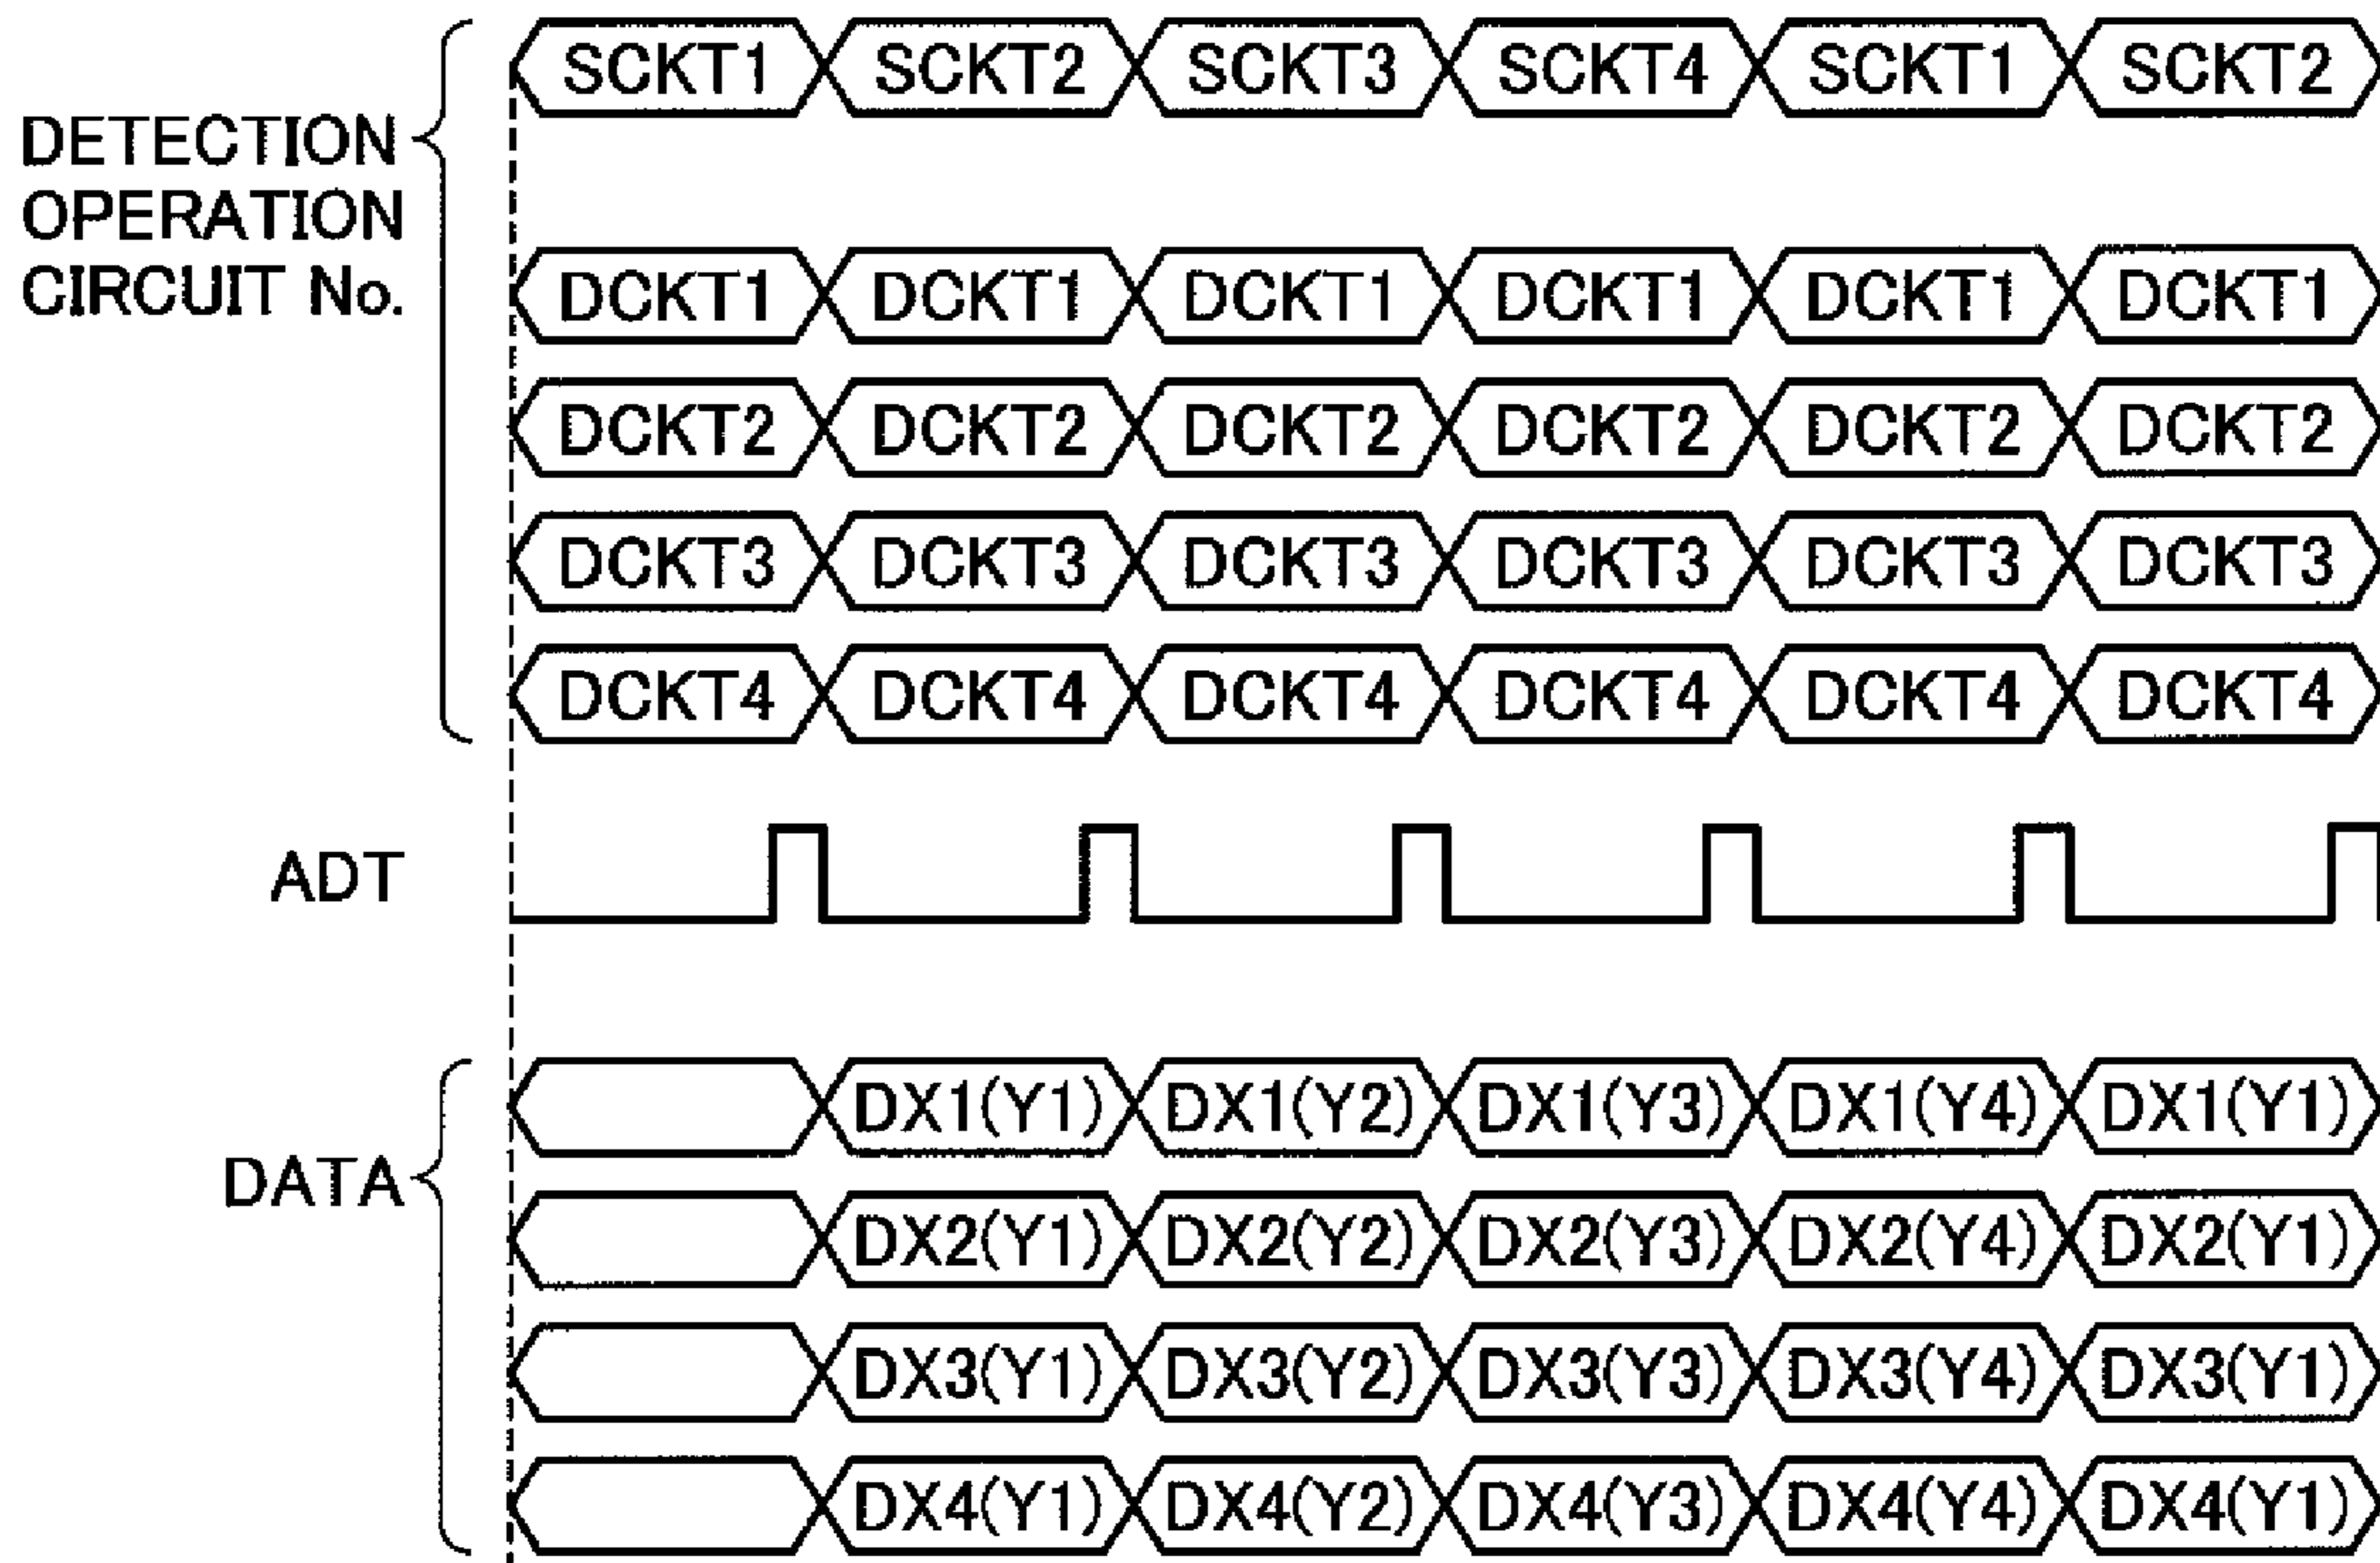 SCKT1 SCKT2 SCKT3 SCKT4 SCKT1 SCKT2
DETECTION
OPERATION
CIRCUIT No.
DCKT1 DCKT1 DCKT1 DCKT1 DCKT1 DCKT1
DCKT2 DCKT2 DCKT2 DCKT2 DCKT2 DCKT2
DCKT3 DCKT3 DCKT3 DCKT3 DCKT3 DCKT3
DCKT4 DCKT4 DCKT4 DCKT4 DCKT4 DCKT4
ADT
DATA
DX1(Y1) DX1(Y2) DX1(Y3) DX1(Y4) DX1(Y1)
DX2(Y1) DX2(Y2) DX2(Y3) DX2(Y4) DX2(Y1)
DX3(Y1) DX3(Y2) DX3(Y3) DX3(Y4) DX3(Y1)
DX4(Y1) DX4(Y2) DX4(Y3) DX4(Y4) DX4(Y1)